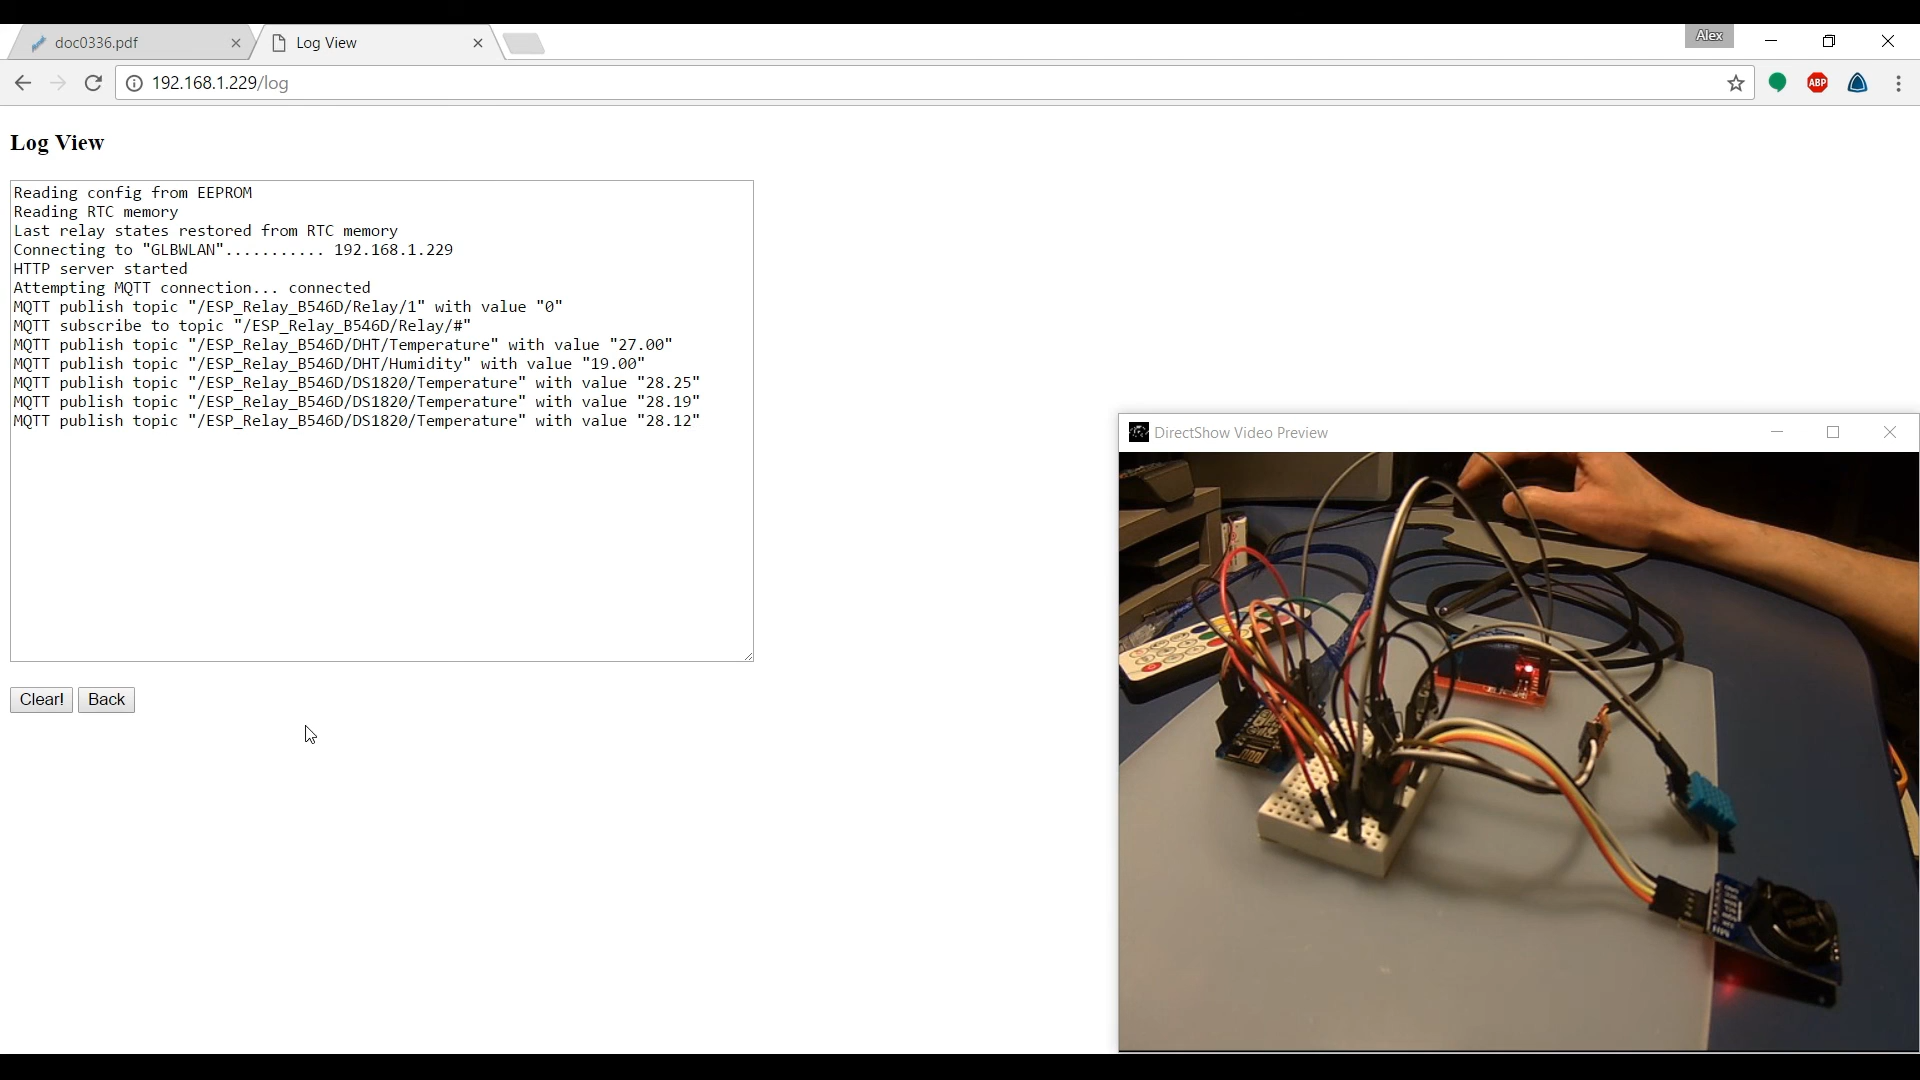 doc0336.pdf
Log View
Alex
192.168.1.229/log
ABP
Log View
Reading config from EEPROM
Reading RTC memory
Last relay states restored from RTC memory
Connecting to "GLBWLAN"........... 192.168.1.229
HTTP server started
Attempting MQTT connection... connected
MQTT publish topic "/ESP_Relay_B546D/Relay/1" with value "0"
MQTT subscribe to topic "/ESP_Relay_B546D/Relay/#"
MQTT publish topic "/ESP_Relay_B546D/DHT/Temperature" with value "27.00"
MQTT publish topic "/ESP_Relay_B546D/DHT/Humidity" with value "19.00"
MQTT publish topic "/ESP_Relay_B546D/DS1820/Temperature" with value "28.25"
MQTT publish topic "/ESP_Relay_B546D/DS1820/Temperature" with value "28.19"
MQTT publish topic "/ESP_Relay_B546D/DS1820/Temperature" with value "28.12"
Clear! Back
DirectShow Video Preview